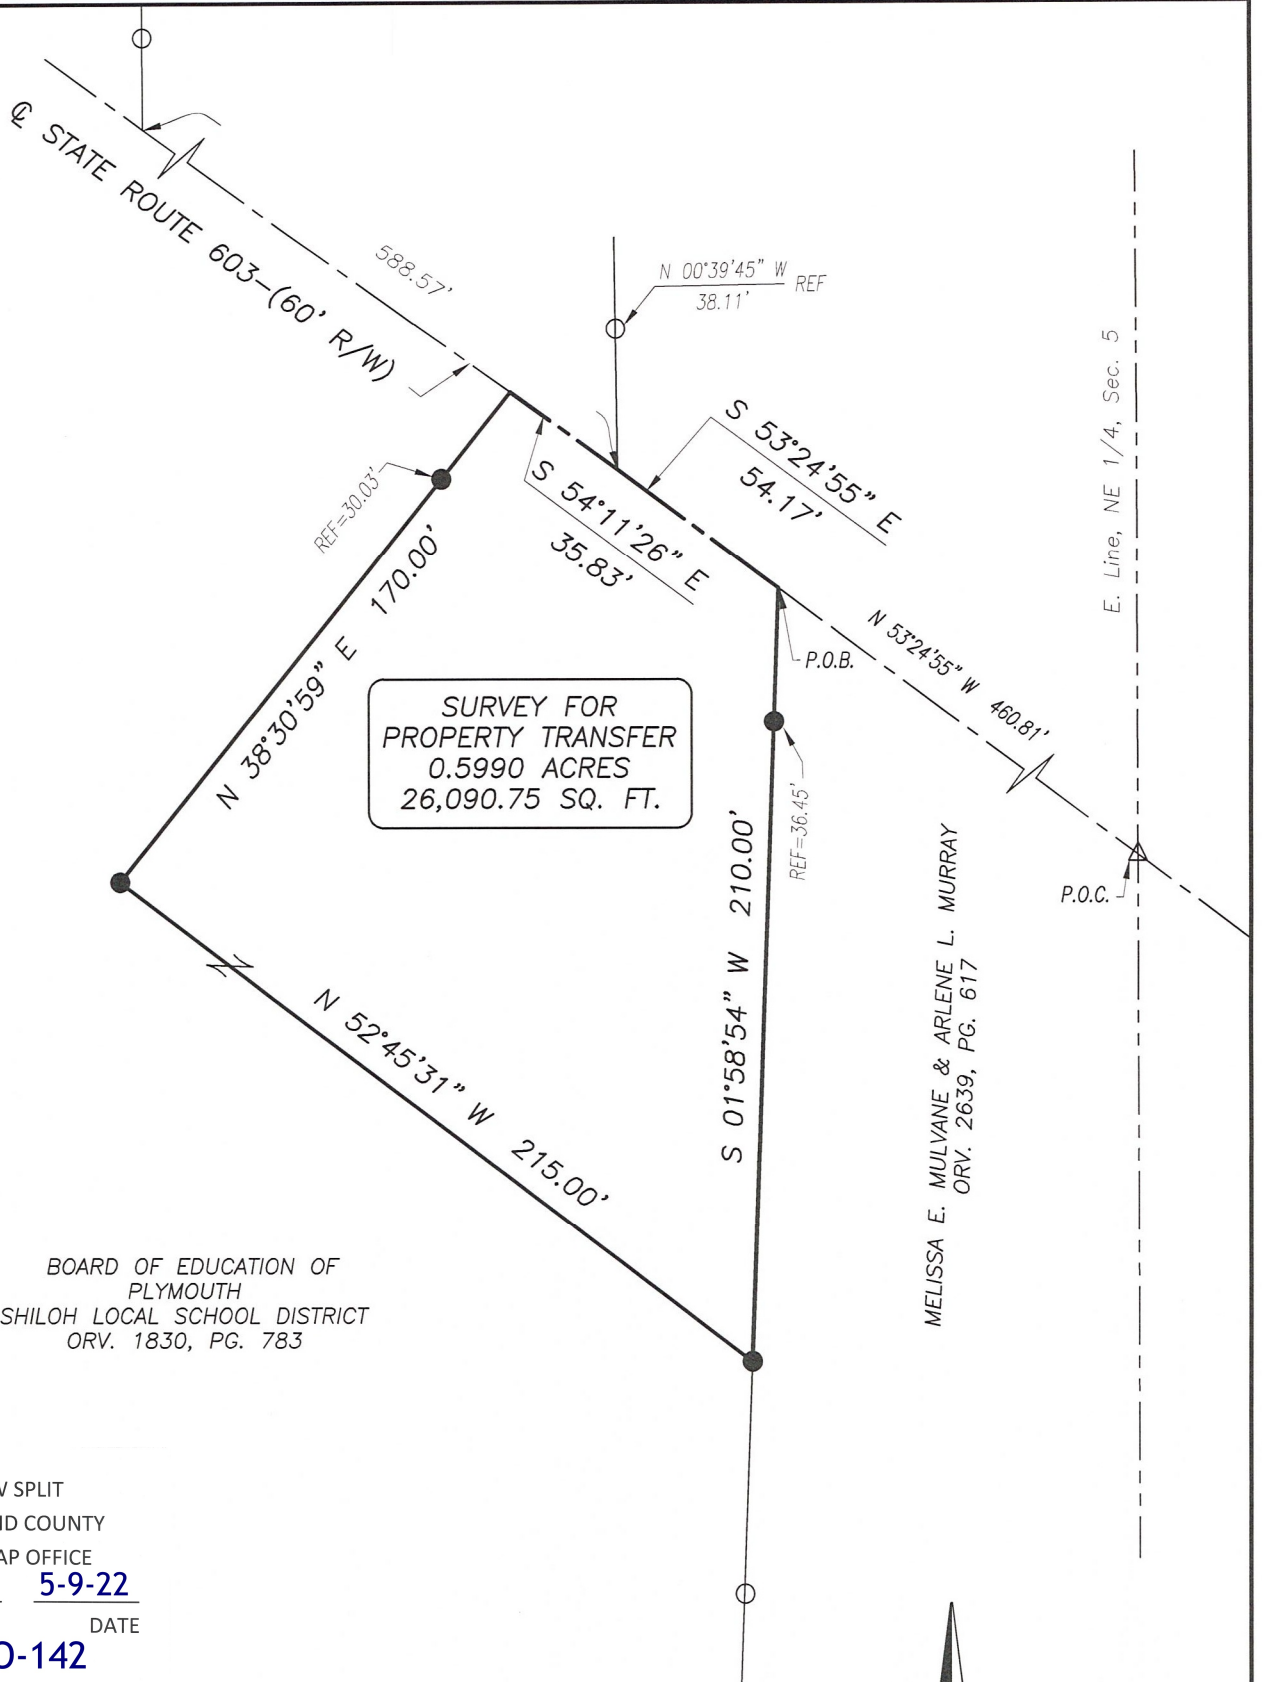 ℄ STATE ROUTE 603-(60' R/W)
588.57'
N 00°39'45" W
38.11'
REF
S 53°24'55" E
54.17'
S 54°11'26" E
35.83'
REF=30.03'
N 38°30'59" E 170.00'
E. Line, NE 1/4, Sec. 5
P.O.B.
N 53°24'55" W 460.81'
SURVEY FOR
PROPERTY TRANSFER
0.5990 ACRES
26,090.75 SQ. FT.
REF=36.45'
S 01°58'54" W 210.00'
P.O.C.
MELISSA E. MULVANE & ARLENE L. MURRAY
ORV. 2639, PG. 617
N 52°45'31" W 215.00'
BOARD OF EDUCATION OF
PLYMOUTH
SHILOH LOCAL SCHOOL DISTRICT
ORV. 1830, PG. 783
SPLIT
COUNTY
OFFICE
5-9-22
DATE
-142